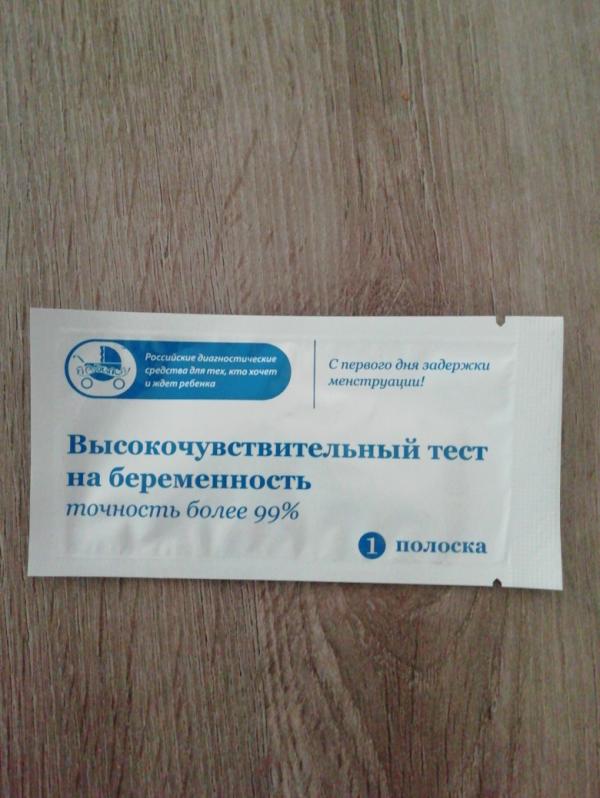 Российские диагностические
средства для тех, кто хочет
и ждет ребенка
С первого дня задержки
менструации!
Высокочувствительный тест
на беременность
точность более 99%
1 полоска